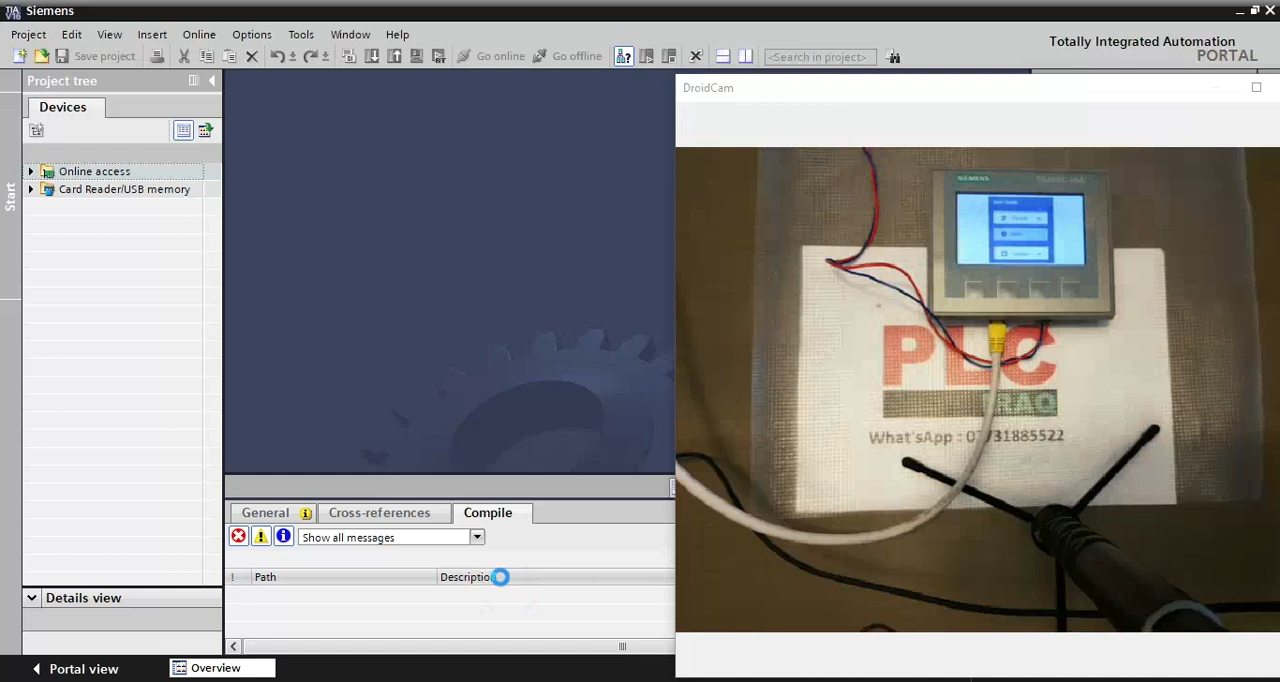 TIA
V16
Siemens
Project Edit View Insert Online Options Tools Window Help
Save project
Go online
Go offline
<Search in project>
Totally Integrated Automation
PORTAL
Project tree
Devices
Start
Online access
Card Reader/USB memory
Details view
General
Cross-references
Compile
Show all messages
! Path Descriptio
Portal view
Overview
DroidCam
SIEMENS
PLC
IRAQ
What'sApp : 07731885522